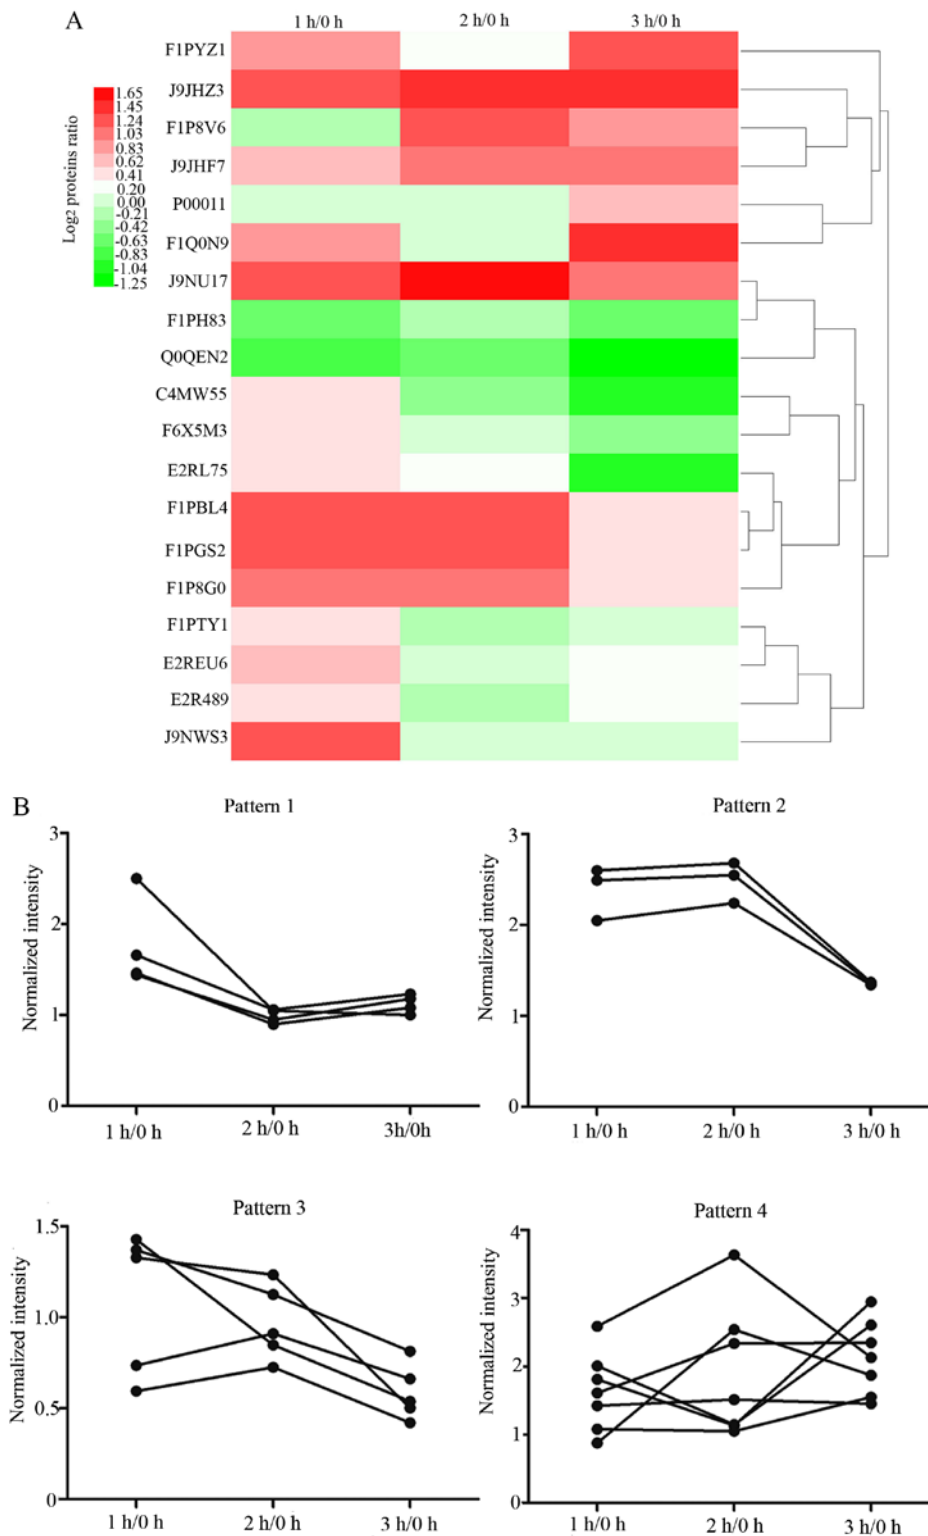 A
1 h/0 h 2 h/0 h 3 h/0 h
F1PYZ1
J9JHZ3
F1P8V6
J9JHF7
P00011
F1Q0N9
J9NU17
F1PH83
Q0QEN2
C4MW55
F6X5M3
E2RL75
F1PBL4
F1PGS2
F1P8G0
F1PTY1
E2REU6
E2R489
J9NWS3
Log2 proteins ratio
1.65
1.45
1.24
1.03
0.83
0.62
0.41
0.20
0.00
-0.21
-0.42
-0.63
-0.83
-1.04
-1.25
B
Pattern 1
Normalized intensity
3
2
1
0
1 h/0 h 2 h/0 h 3h/0h
Pattern 2
Normalized intensity
3
2
1
0
1 h/0 h 2 h/0 h 3 h/0 h
Pattern 3
Normalized intensity
1.5
1.0
0.5
0
1 h/0 h 2 h/0 h 3 h/0 h
Pattern 4
Normalized intensity
4
3
2
1
0
1 h/0 h 2 h/0 h 3 h/0 h